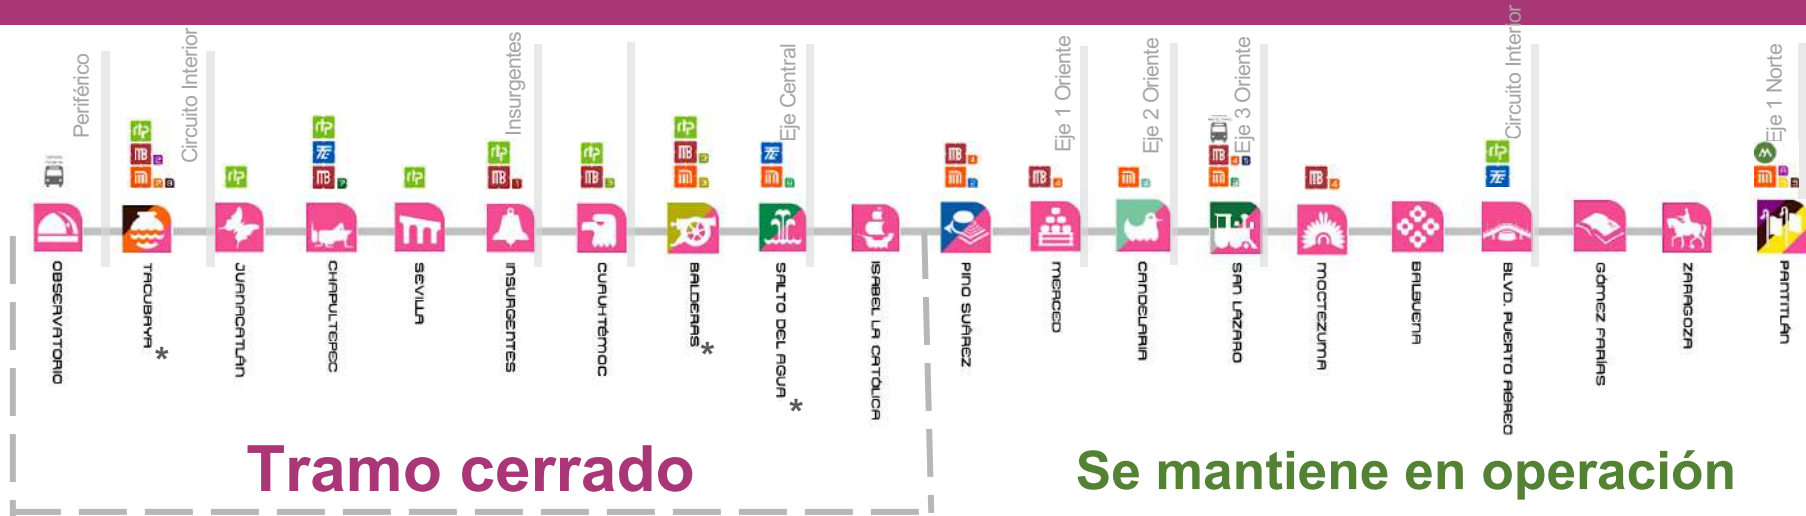 Periférico
Circuito Interior
Insurgentes
Eje Central
Eje 1 Oriente
Eje 2 Oriente
Eje 3 Oriente
Circuito Interior
Eje 1 Norte
OBSERVATORIO
TACUBAYA *
JUANACATLÁN
CHAPULTEPEC
SEVILLA
INSURGENTES
CUAUHTÉMOC
BALDERAS *
SALTO DEL AGUA *
ISABEL LA CATÓLICA
PINO SUÁREZ
MERCED
CANDELARIA
SAN LÁZARO
MOCTEZUMA
BALBUENA
BLVD. PUERTO AÉREO
GÓMEZ FARÍAS
ZARAGOZA
PANTITLÁN
Tramo cerrado
Se mantiene en operación